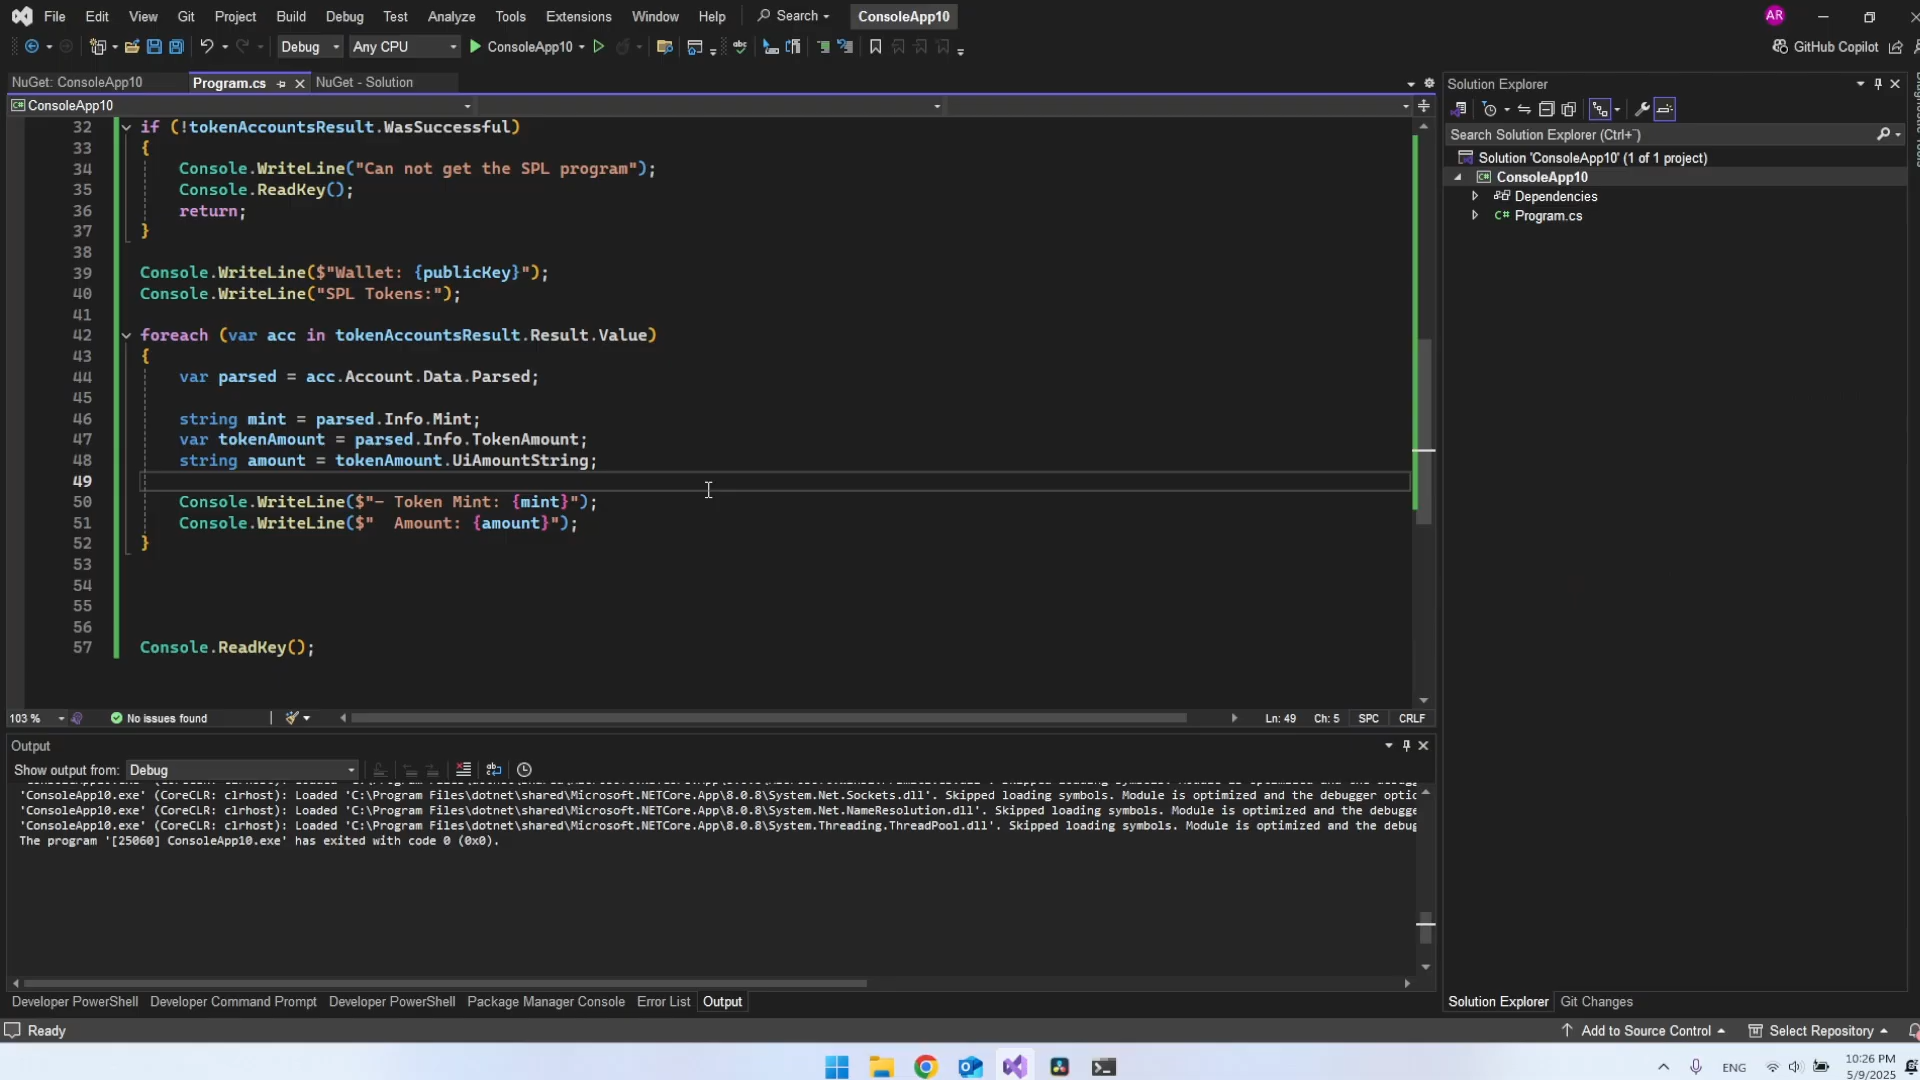 File Edit View Git Project Build Debug Test Analyze Tools Extensions Window Help Search ConsoleApp10 AR
Debug Any CPU ConsoleApp10 GitHub Copilot
NuGet: ConsoleApp10 Program.cs NuGet - Solution
ConsoleApp10
32 if (!tokenAccountsResult.WasSuccessful)
33 {
34 Console.WriteLine("Can not get the SPL program");
35 Console.ReadKey();
36 return;
37 }
38
39 Console.WriteLine($"Wallet: {publicKey}");
40 Console.WriteLine("SPL Tokens:");
41
42 foreach (var acc in tokenAccountsResult.Result.Value)
43 {
44 var parsed = acc.Account.Data.Parsed;
45
46 string mint = parsed.Info.Mint;
47 var tokenAmount = parsed.Info.TokenAmount;
48 string amount = tokenAmount.UiAmountString;
49
50 Console.WriteLine($"- Token Mint: {mint}");
51 Console.WriteLine($"  Amount: {amount}");
52 }
53
54
55
56
57 Console.ReadKey();
103 % No issues found Ln: 49 Ch: 5 SPC CRLF
Output
Show output from: Debug
'ConsoleApp10.exe' (CoreCLR: clrhost): Loaded 'C:\Program Files\dotnet\shared\Microsoft.NETCore.App\8.0.8\System.Net.Sockets.dll'. Skipped loading symbols. Module is optimized and the debugger optic
'ConsoleApp10.exe' (CoreCLR: clrhost): Loaded 'C:\Program Files\dotnet\shared\Microsoft.NETCore.App\8.0.8\System.Net.NameResolution.dll'. Skipped loading symbols. Module is optimized and the debugge
'ConsoleApp10.exe' (CoreCLR: clrhost): Loaded 'C:\Program Files\dotnet\shared\Microsoft.NETCore.App\8.0.8\System.Threading.ThreadPool.dll'. Skipped loading symbols. Module is optimized and the debug
The program '[25060] ConsoleApp10.exe' has exited with code 0 (0x0).
Developer PowerShell Developer Command Prompt Developer PowerShell Package Manager Console Error List Output
Solution Explorer
Search Solution Explorer (Ctrl+¨)
Solution 'ConsoleApp10' (1 of 1 project)
ConsoleApp10
Dependencies
C# Program.cs
Solution Explorer Git Changes
Ready Add to Source Control Select Repository
ENG 10:26 PM
5/9/2025